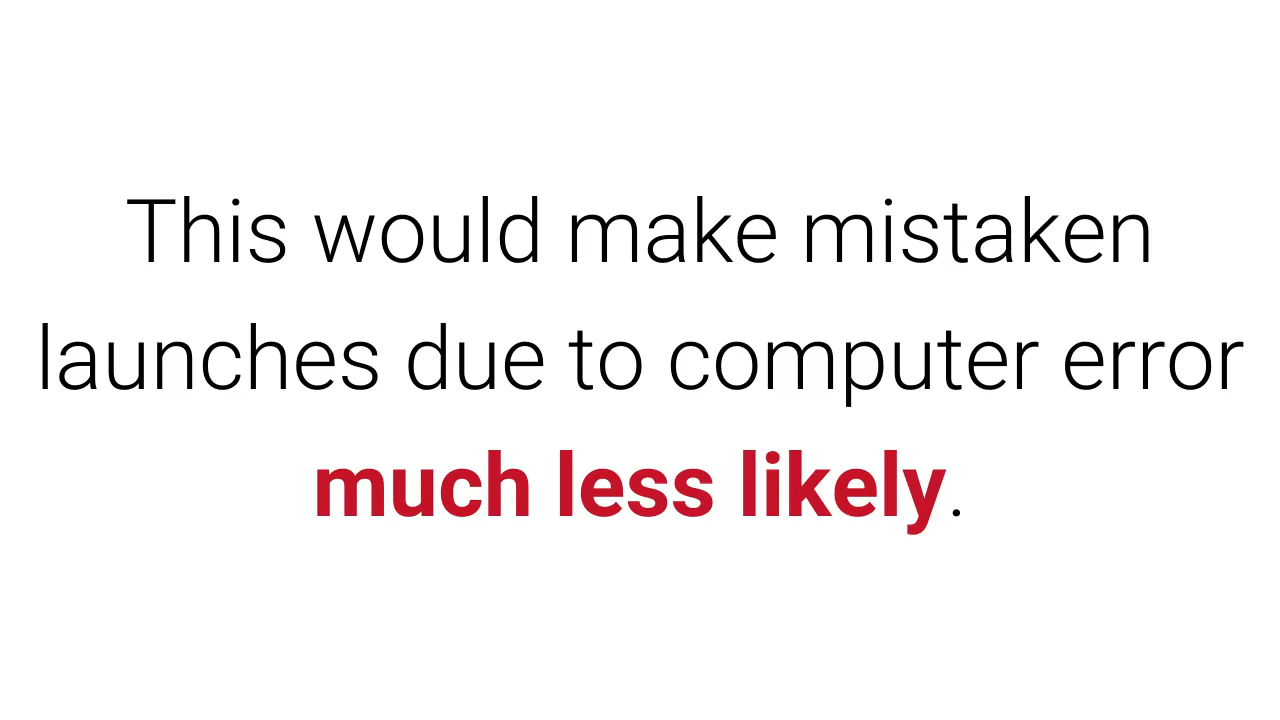 This would make mistaken
launches due to computer error
much less likely.